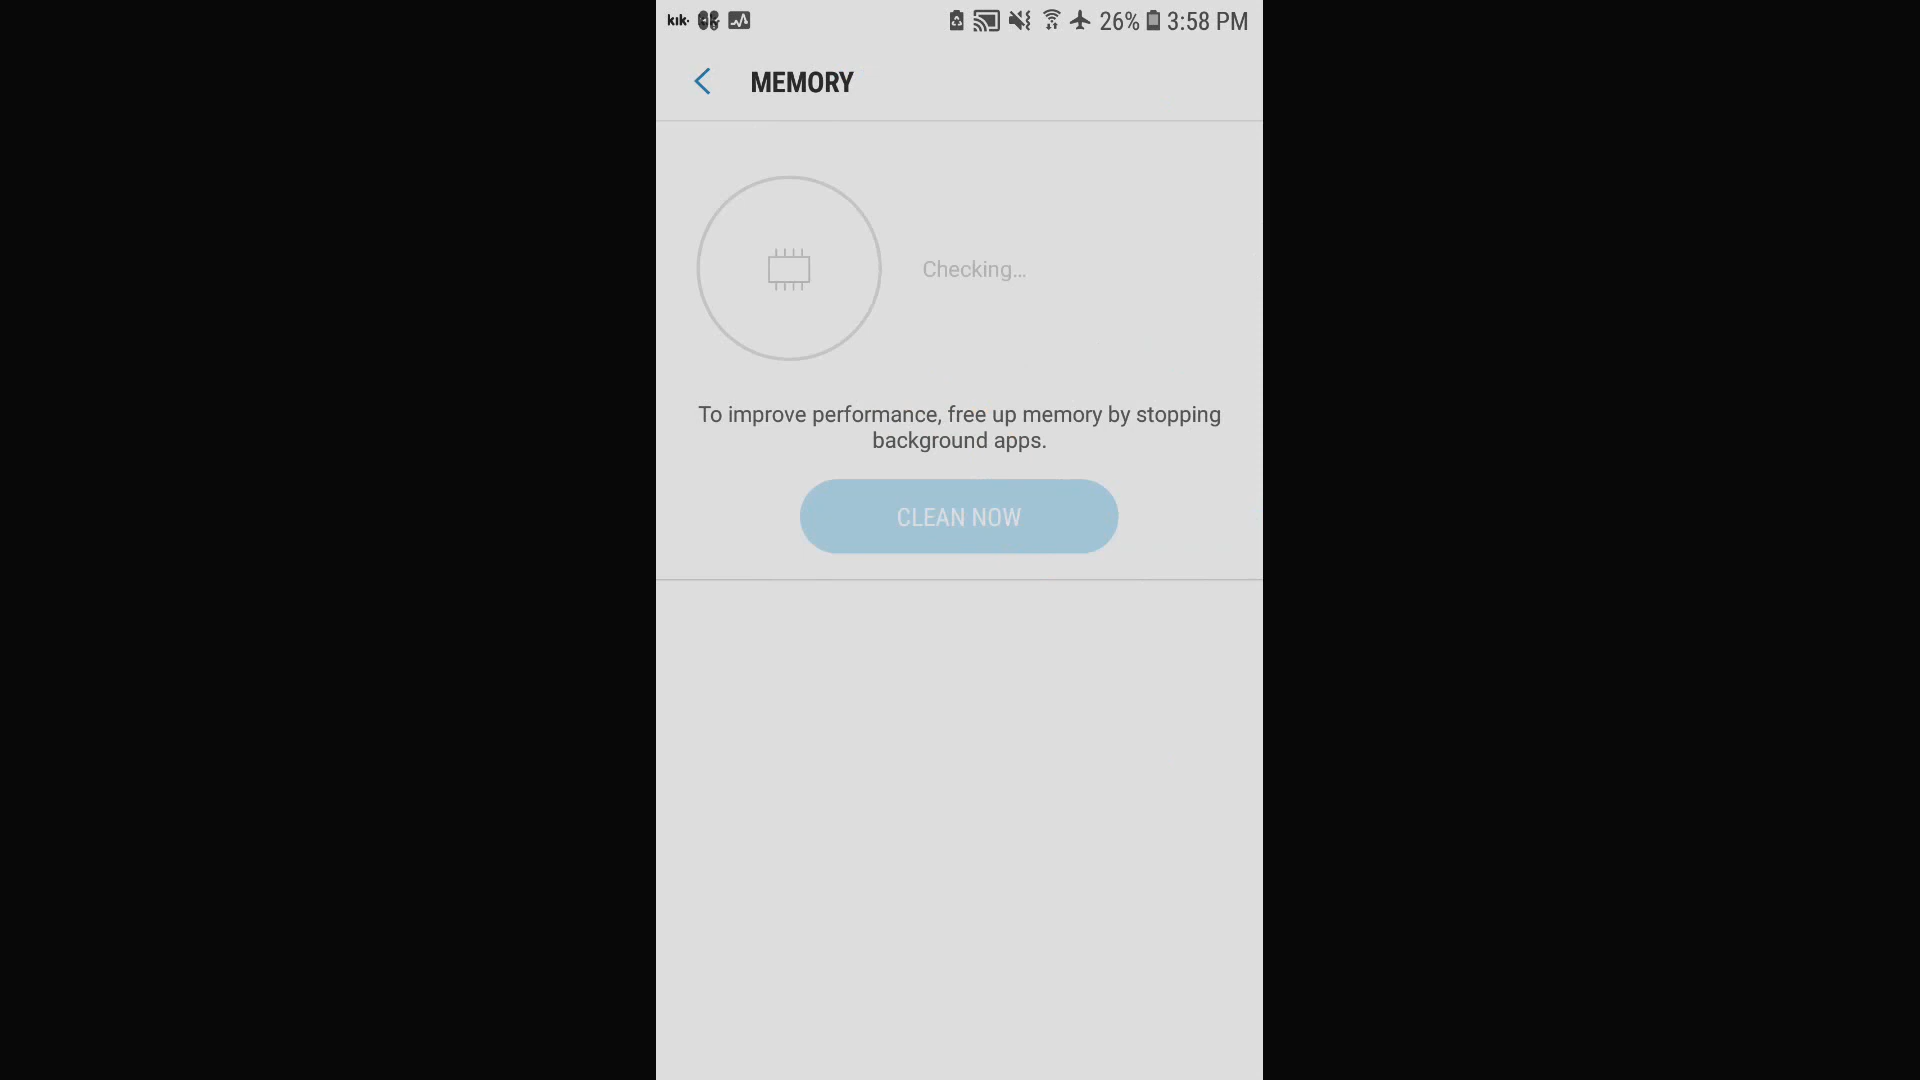 kik 26% 3:58 PM
MEMORY
Checking...
To improve performance, free up memory by stopping
background apps.
CLEAN NOW